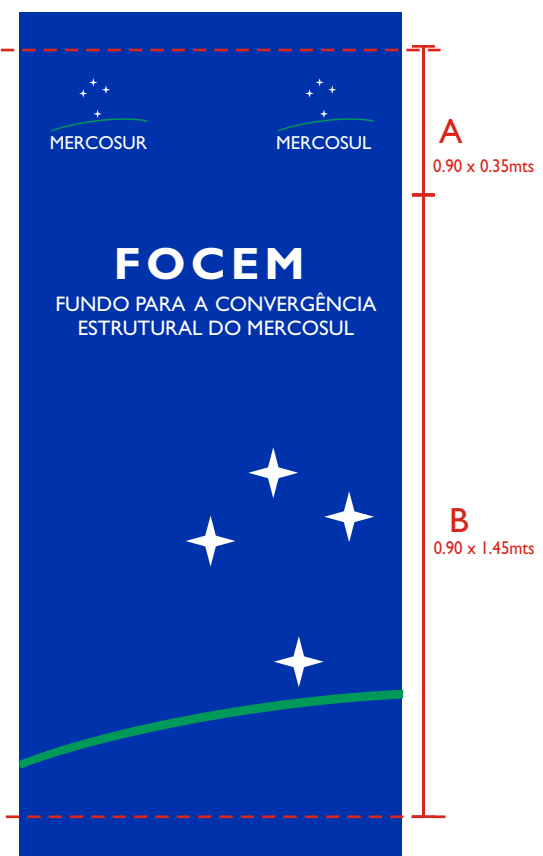 MERCOSUR
MERCOSUL
A
0.90 x 0.35mts
FOCEM
FUNDO PARA A CONVERGÊNCIA
ESTRUTURAL DO MERCOSUL
B
0.90 x 1.45mts